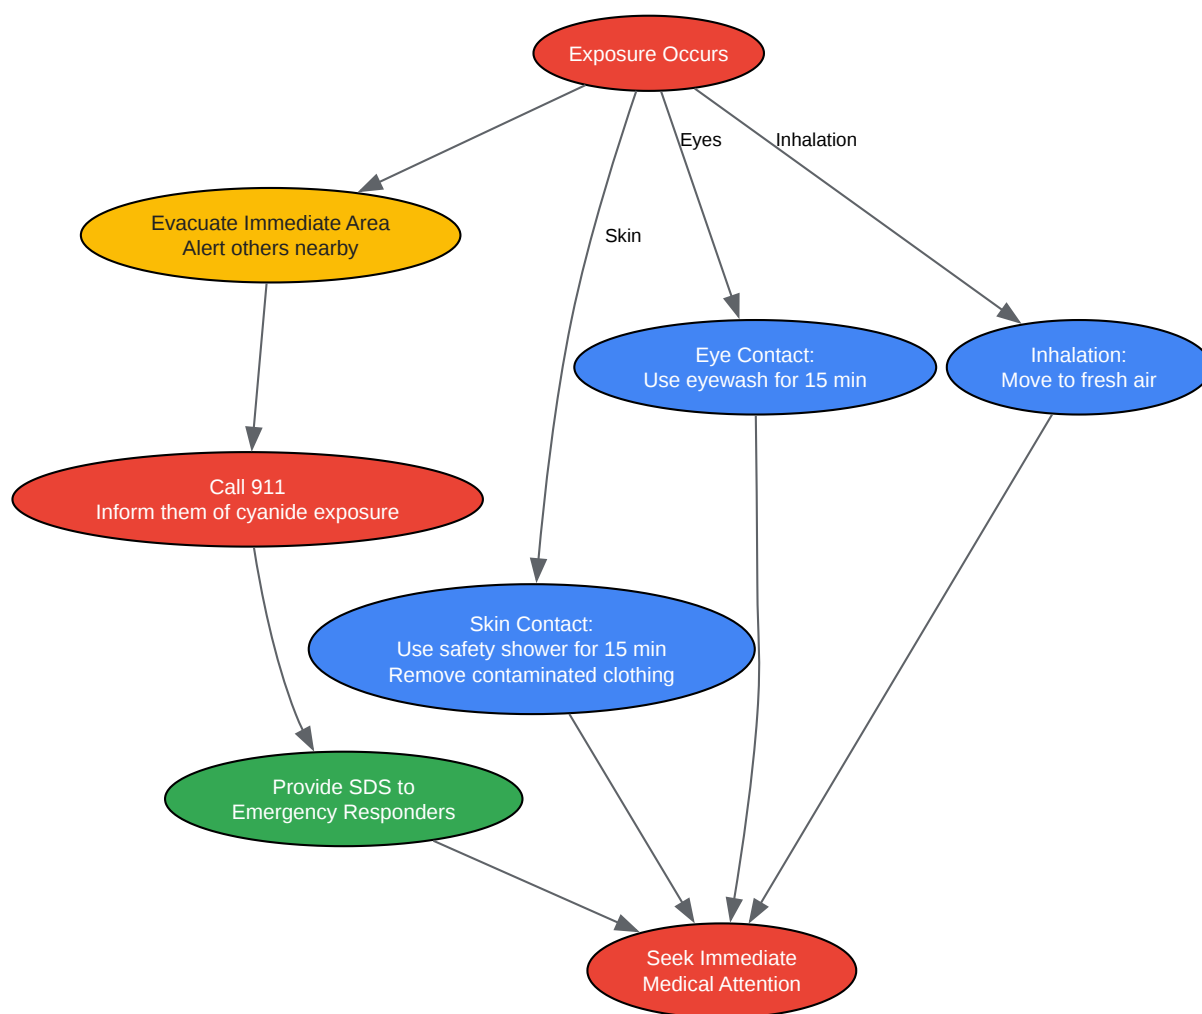 Exposure Occurs
Eyes
Inhalation
Evacuate Immediate Area
Alert others nearby
Skin
Eye Contact:
Use eyewash for 15 min
Inhalation:
Move to fresh air
Call 911
Inform them of cyanide exposure
Skin Contact:
Use safety shower for 15 min
Remove contaminated clothing
Provide SDS to
Emergency Responders
Seek Immediate
Medical Attention